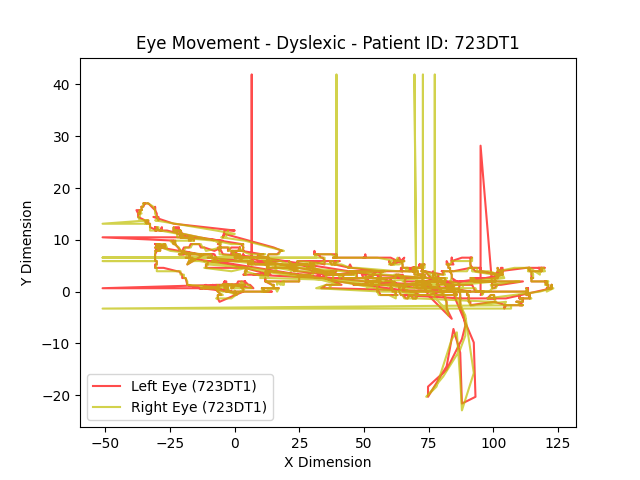 Eye Movement - Dyslexic - Patient ID: 723DT1
40
30
20
10
0
−10
−20
Y Dimension
Left Eye (723DT1)
Right Eye (723DT1)
−50 −25 0 25 50 75 100 125
X Dimension